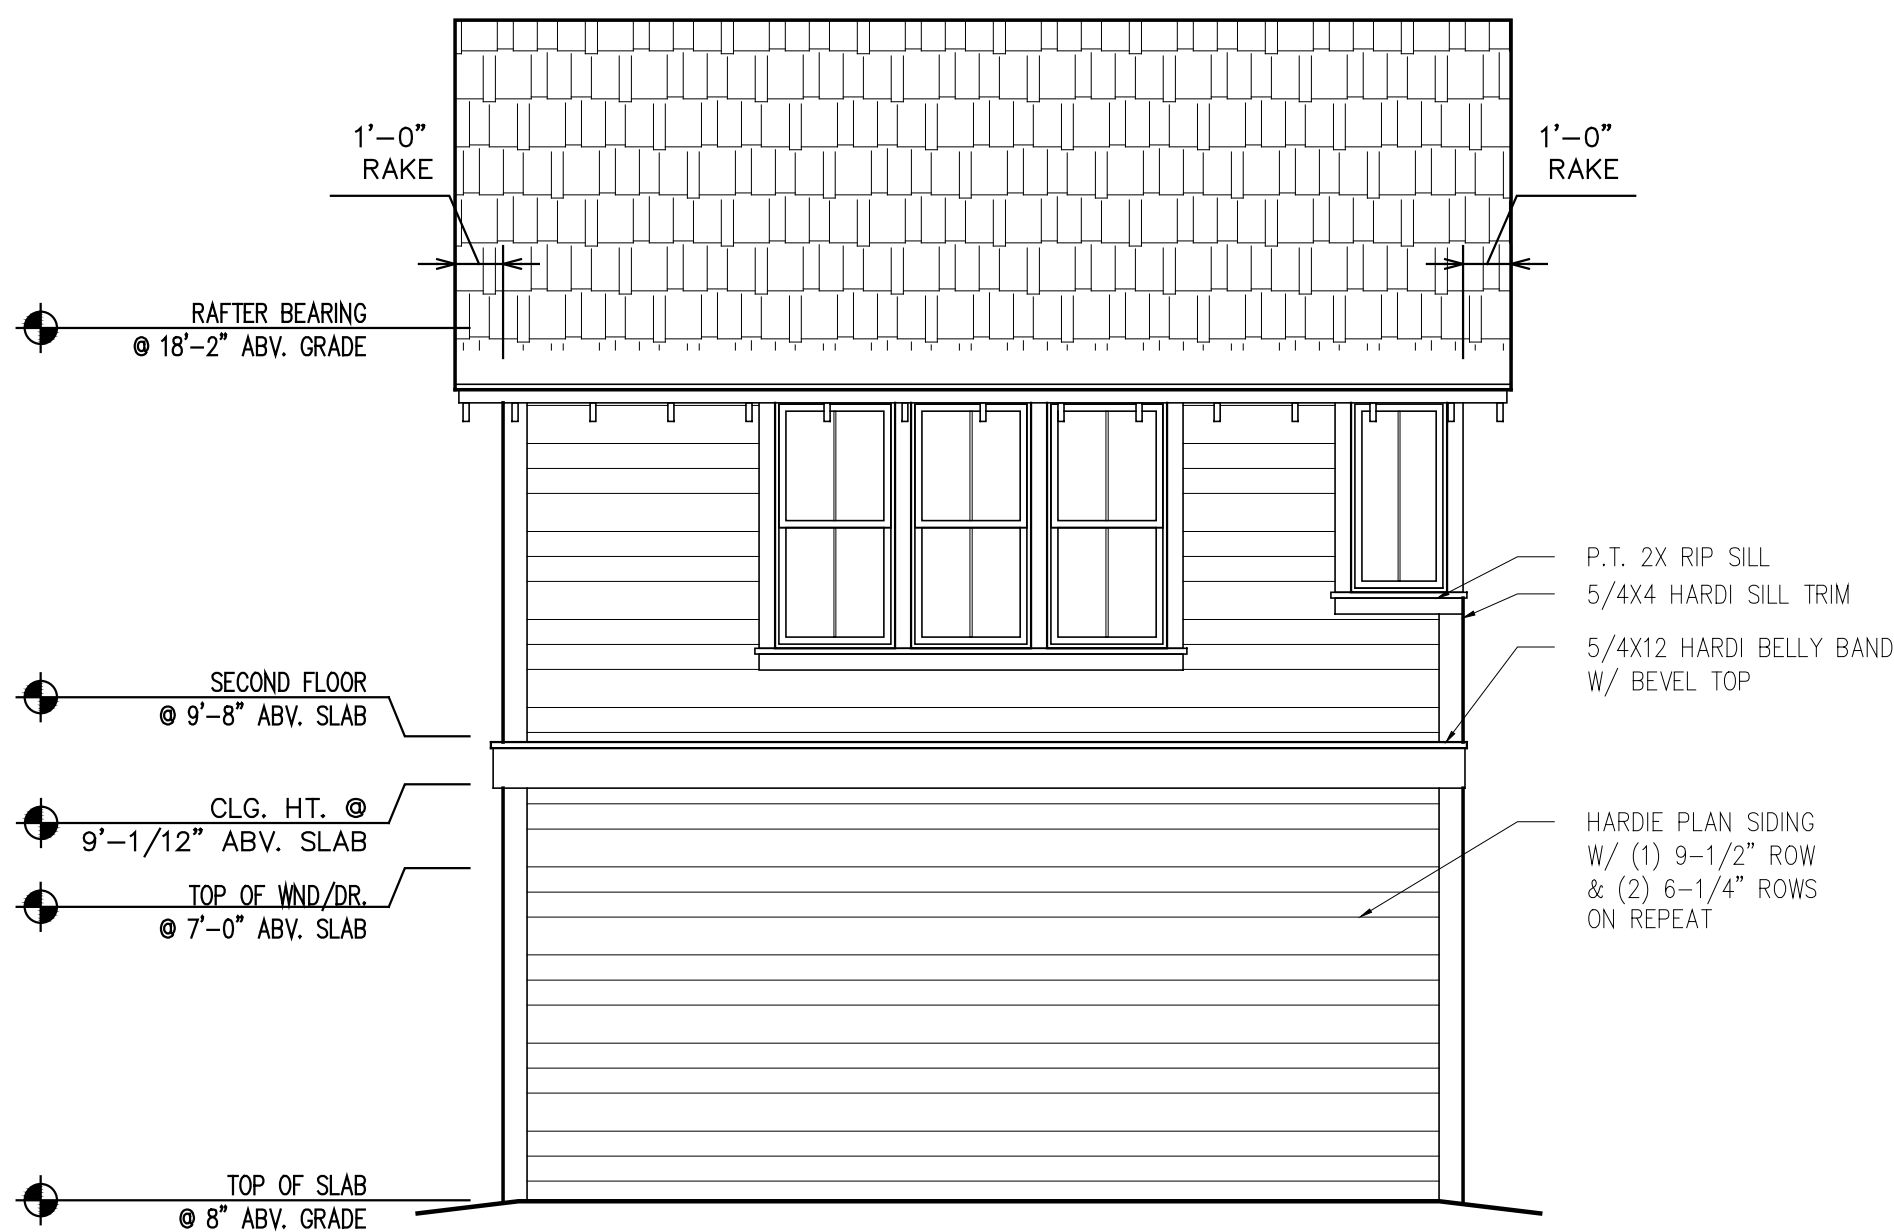 1'-0"
RAKE
1'-0"
RAKE
RAFTER BEARING
@ 18'-2" ABV. GRADE
P.T. 2X RIP SILL
5/4X4 HARDI SILL TRIM
5/4X12 HARDI BELLY BAND
W/ BEVEL TOP
SECOND FLOOR
@ 9'-8" ABV. SLAB
CLG. HT. @
9'-1/12" ABV. SLAB
HARDIE PLAN SIDING
W/ (1) 9-1/2" ROW
& (2) 6-1/4" ROWS
ON REPEAT
TOP OF WND/DR.
@ 7'-0" ABV. SLAB
TOP OF SLAB
@ 8" ABV. GRADE